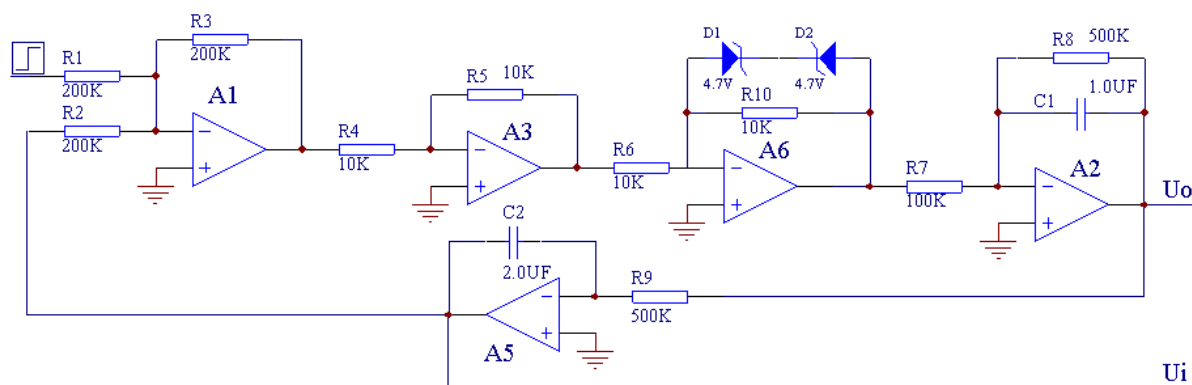 R1
200K
R2
200K
R3
200K
A1
−
+
R4
10K
R5 10K
A3
−
+
R6
10K
D1
4.7V
D2
4.7V
R10
10K
A6
−
+
R7
100K
R8 500K
C1 1.0UF
A2
−
+
Uo
C2
2.0UF
A5
−
+
R9
500K
Ui